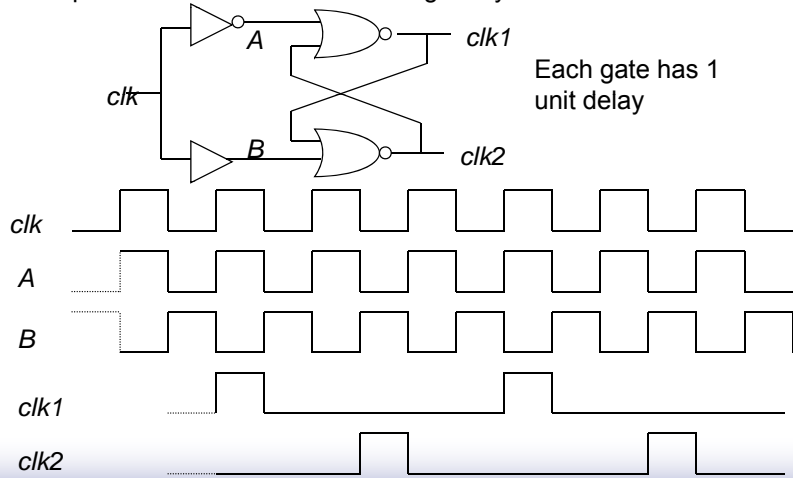 A
clk1
Each gate has 1
unit delay
clk
B
clk2
clk
A
B
clk1
clk2